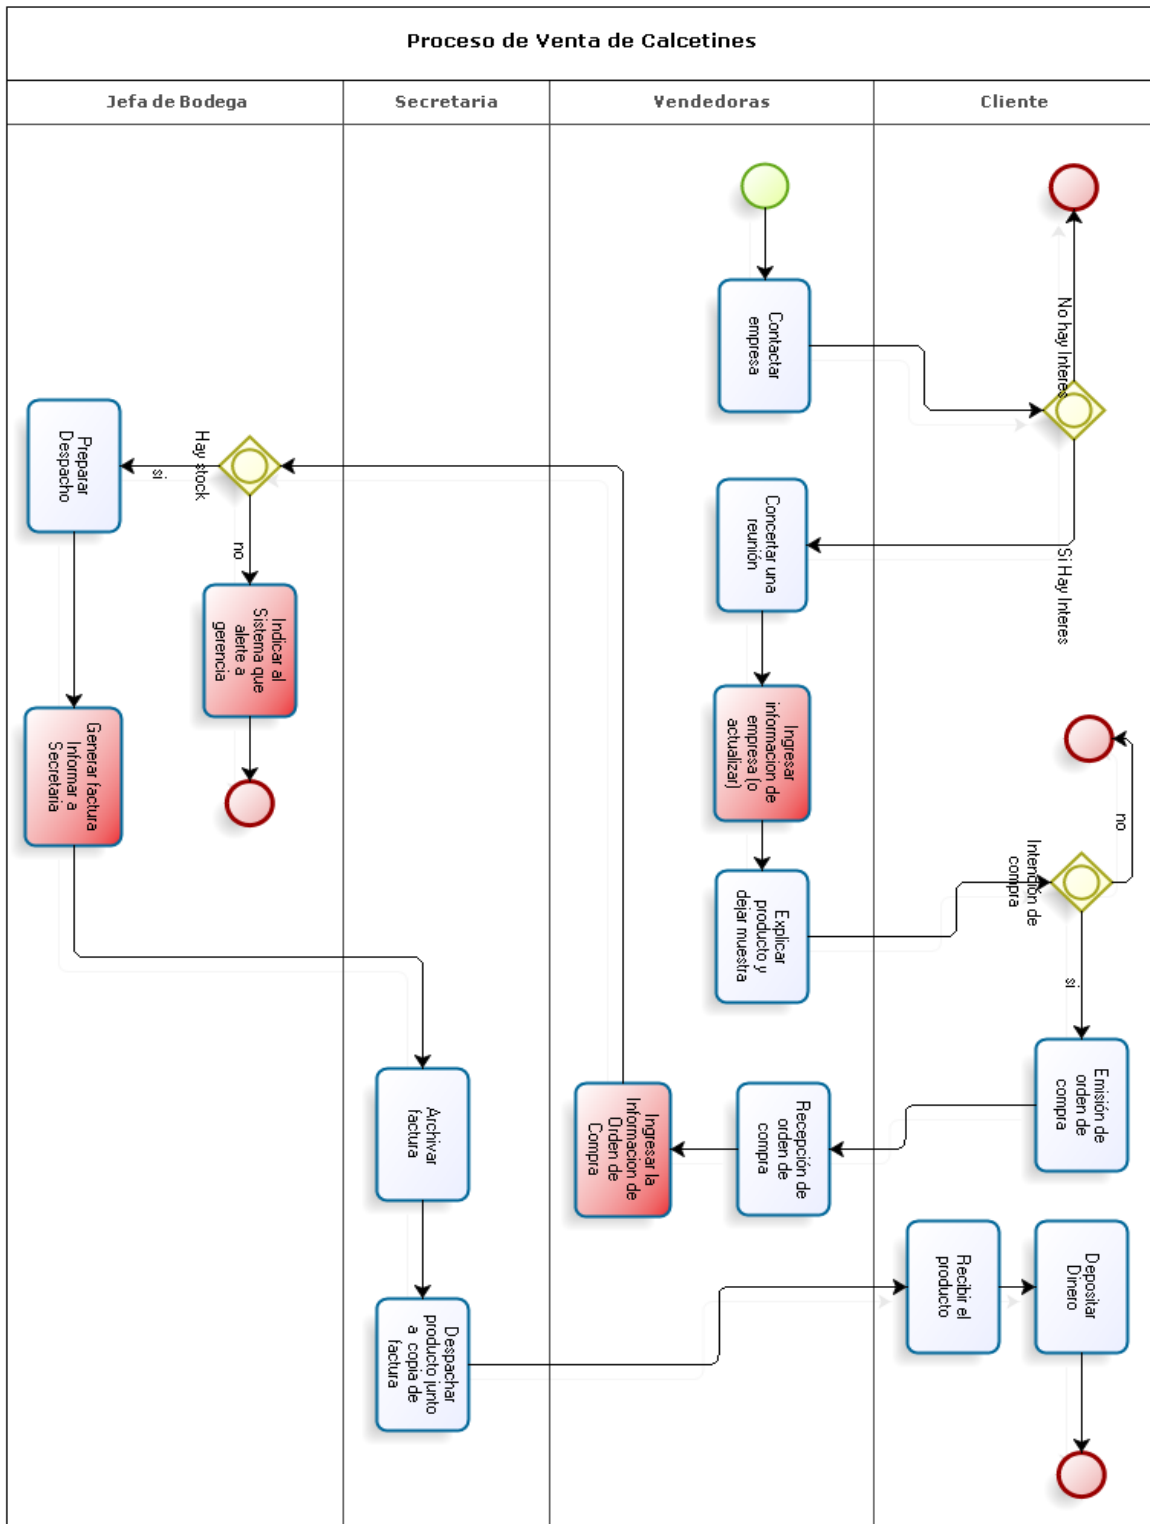 Proceso de Venta de Calcetines
Jefa de Bodega
Secretaria
Vendedoras
Cliente
Contactar
empresa
No hay Interes
Si Hay Interes
Concertar una
reunión
Ingresar
informacion de
empresa (o
actualizar)
Explicar
producto y
dejar muestra
Intención de
compra
no
si
Emisión de
orden de
compra
Recepción de
orden de
compra
Ingresar la
Informacion de
Orden de
Compra
Hay stock
si
no
Preparar
Despacho
Indicar al
Sistema que
alerte a
gerencia
Generar factura
Informar a
Secretaria
Archivar
factura
Despachar
producto junto
a copia de
factura
Recibir el
producto
Depositar
Dinero